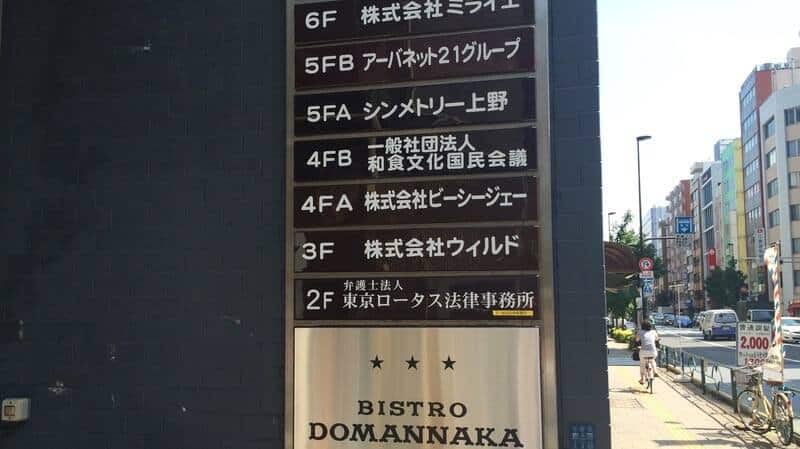 6F 株式会社ミライエ
5FB アーバネット21グループ
5FA シンメトリー上野
4FB 一般社団法人
和食文化国民会議
4FA 株式会社ビーシージェー
3F 株式会社ウィルド
弁護士法人
2F 東京ロータス法律事務所
★ ★ ★
BISTRO
DOMANNAKA
普通調髪
2,000